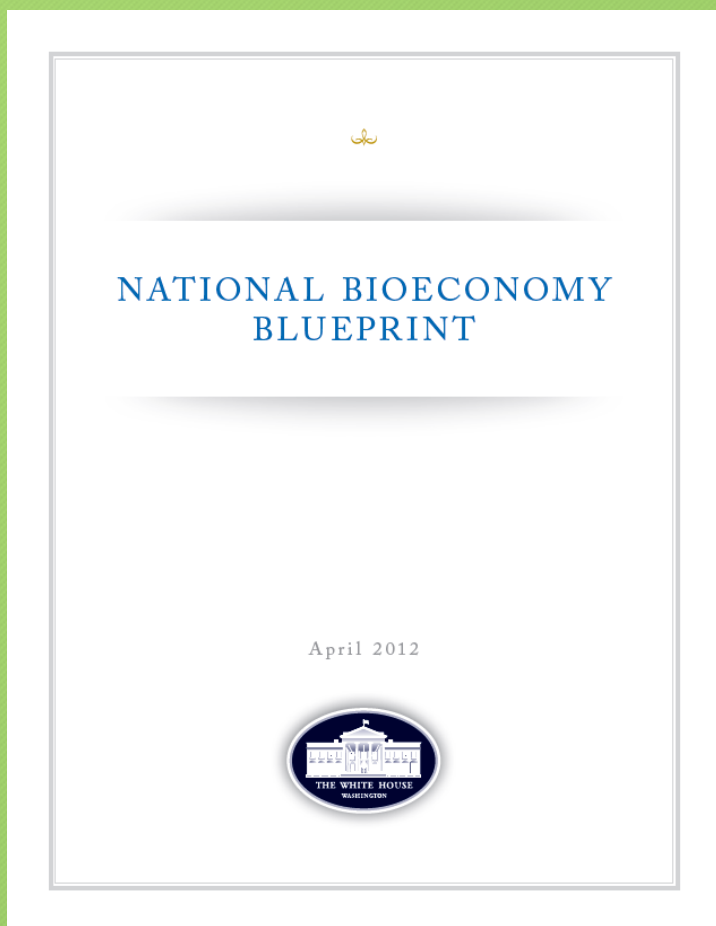 NATIONAL BIOECONOMY
BLUEPRINT
April 2012
THE WHITE HOUSE
WASHINGTON